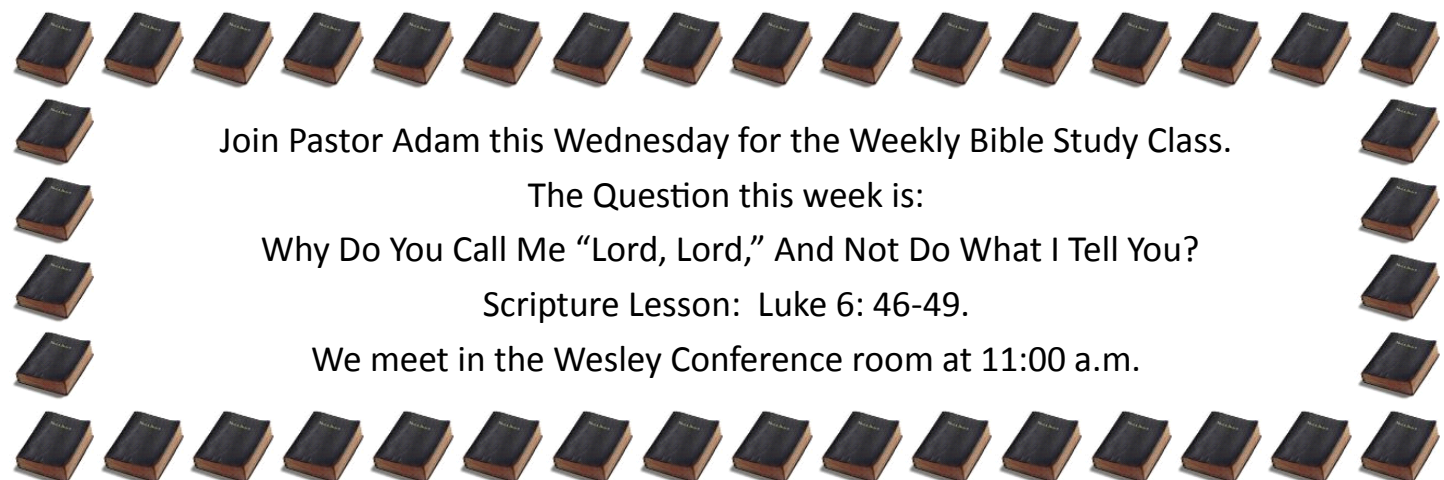 Join Pastor Adam this Wednesday for the Weekly Bible Study Class.
The Question this week is:
Why Do You Call Me “Lord, Lord,” And Not Do What I Tell You?
Scripture Lesson:  Luke 6: 46-49.
We meet in the Wesley Conference room at 11:00 a.m.